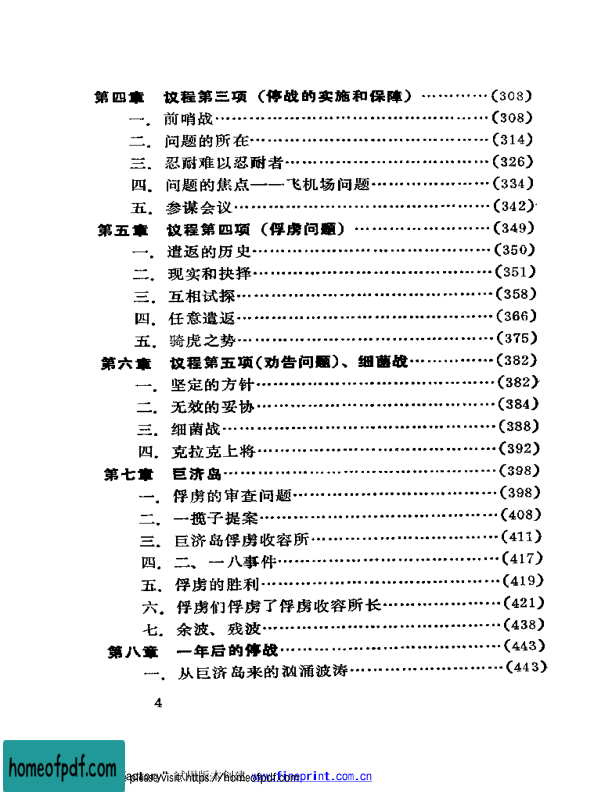 第四章 议程第三项（停战的实施和保障）…………(308)
一．前哨战……………………………………(308)
二．问题的所在………………………………(314)
三．忍耐难以忍耐者…………………………(326)
四．问题的焦点——飞机场问题……………(334)
五．参谋会议…………………………………(342)
第五章 议程第四项（俘虏问题）………………(349)
一．遣返的历史………………………………(350)
二．现实和抉择………………………………(351)
三．互相试探…………………………………(358)
四．任意遣返…………………………………(366)
五．骑虎之势…………………………………(375)
第六章 议程第五项(劝告问题)、细菌战…………(382)
一．坚定的方针………………………………(382)
二．无效的妥协………………………………(384)
三．细菌战……………………………………(388)
四．克拉克上将………………………………(392)
第七章 巨济岛……………………………………(398)
一．俘虏的审查问题…………………………(398)
二．一揽子提案………………………………(408)
三．巨济岛俘虏收容所………………………(411)
四．二、一八事件……………………………(417)
五．俘虏的胜利………………………………(419)
六．俘虏们俘虏了俘虏收容所长……………(421)
七．余波、残波………………………………(438)
第八章 一年后的停战……………………………(443)
一．从巨济岛来的汹涌波涛…………………(443)
4
homeofpdf.com
please visit: https://homeofpdf.com
www.fineprint.com.cn